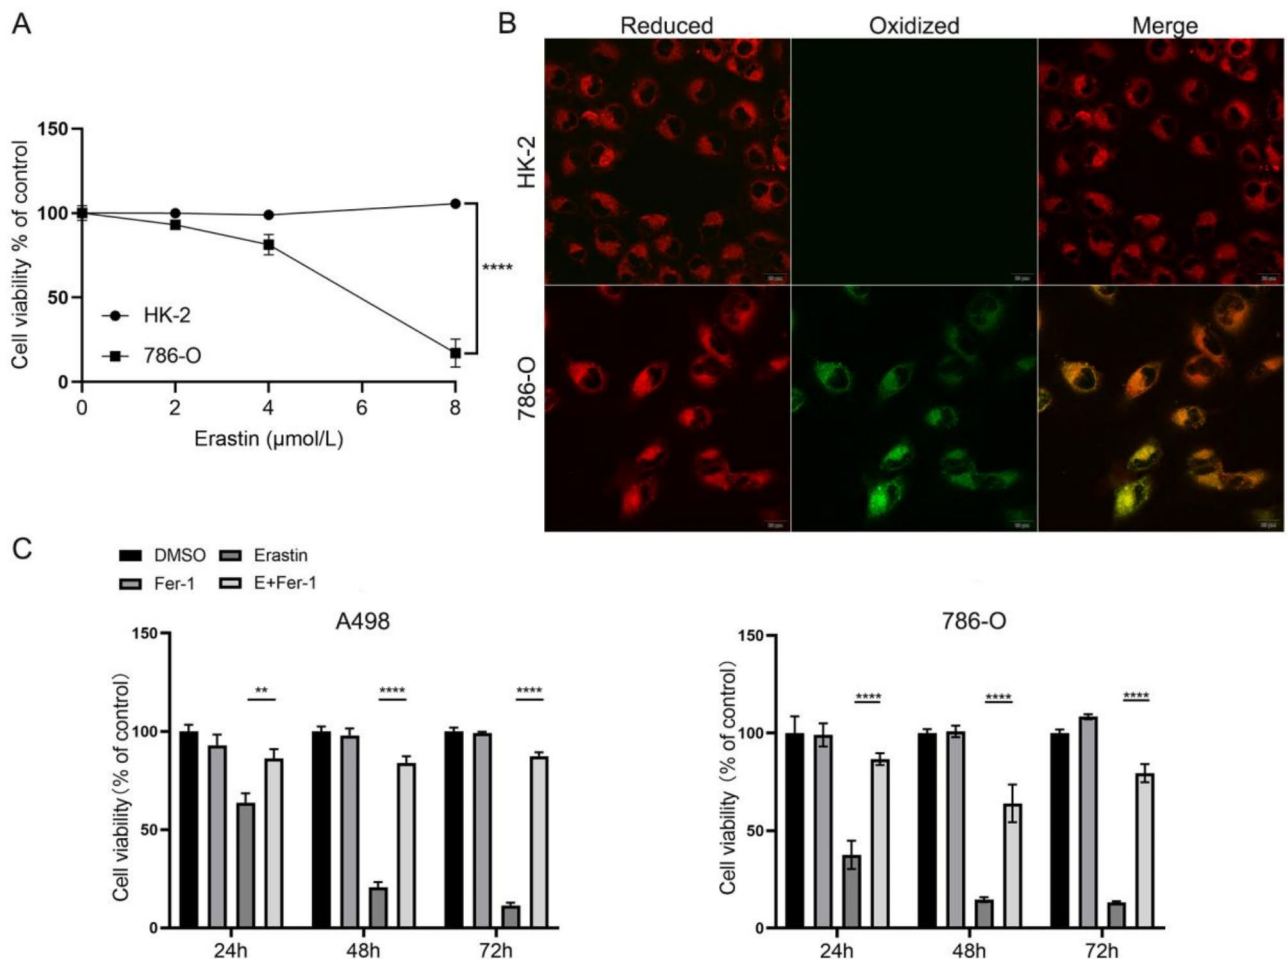 A
B
Reduced Oxidized Merge
HK-2
786-O
150
100
50
0
0 2 4 6 8
Cell viability % of control
Erastin (μmol/L)
HK-2
786-O
****
C
DMSO Erastin
Fer-1 E+Fer-1
A498
150
100
50
0
Cell viability(% of control)
** **** ****
24h 48h 72h
786-O
150
100
50
0
Cell viability (% of control)
**** **** ****
24h 48h 72h